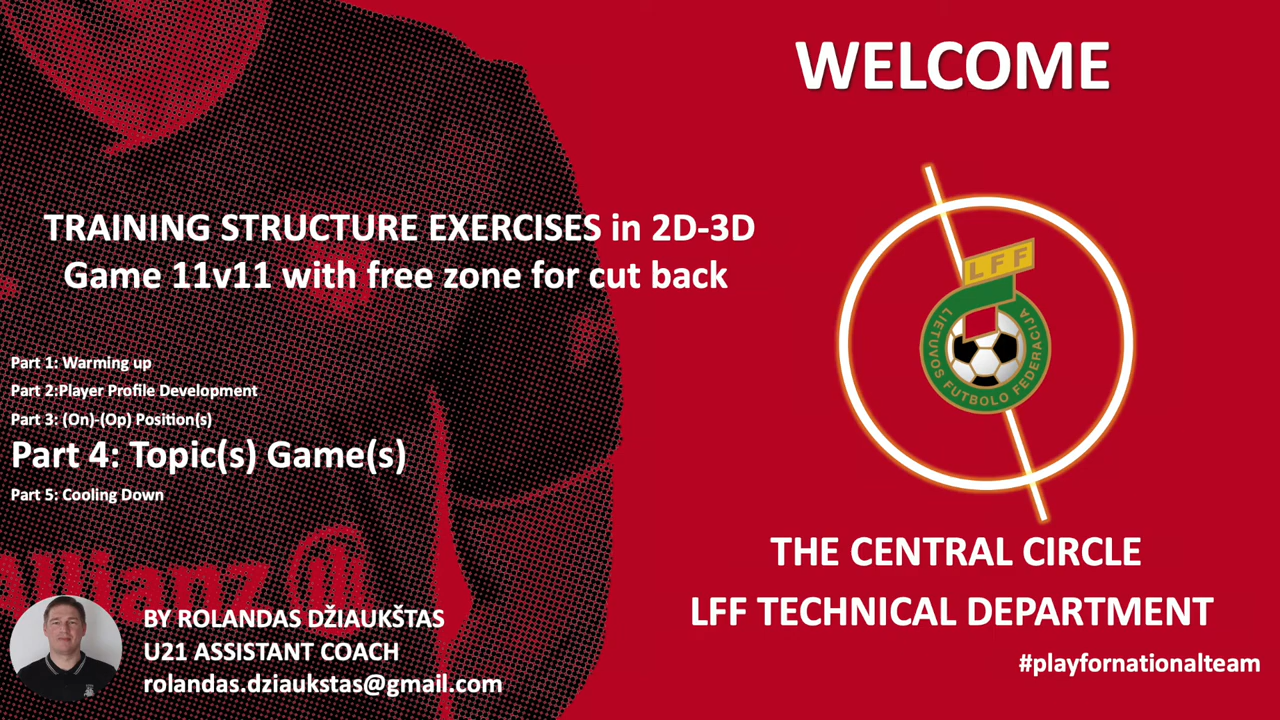 WELCOME
TRAINING STRUCTURE EXERCISES in 2D-3D
Game 11v11 with free zone for cut back
Part 1: Warming up
Part 2:Player Profile Development
Part 3: (On)-(Op) Position(s)
Part 4: Topic(s) Game(s)
Part 5: Cooling Down
Allianz
BY ROLANDAS DŽIAUKŠTAS
U21 ASSISTANT COACH
rolandas.dziaukstas@gmail.com
LFF
LIETUVOS FUTBOLO FEDERACIJA
THE CENTRAL CIRCLE
LFF TECHNICAL DEPARTMENT
#playfornationalteam